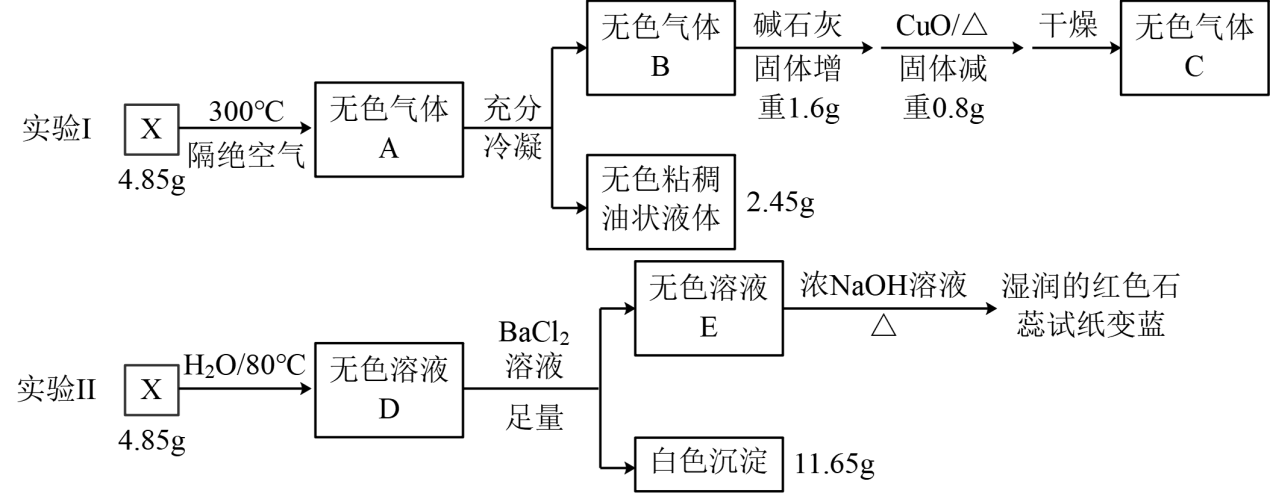 实验I
X
4.85g
300℃
隔绝空气
无色气体
A
充分
冷凝
无色气体
B
碱石灰
固体增
重1.6g
CuO/△
固体减
重0.8g
干燥
无色气体
C
无色粘稠
油状液体
2.45g
实验II
X
4.85g
H₂O/80℃
无色溶液
D
BaCl₂
溶液
足量
无色溶液
E
浓NaOH溶液
△
湿润的红色石
蕊试纸变蓝
白色沉淀
11.65g